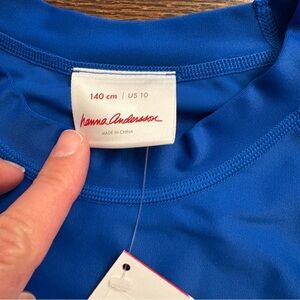 140 cm | US 10
hanna Andersson
MADE IN CHINA